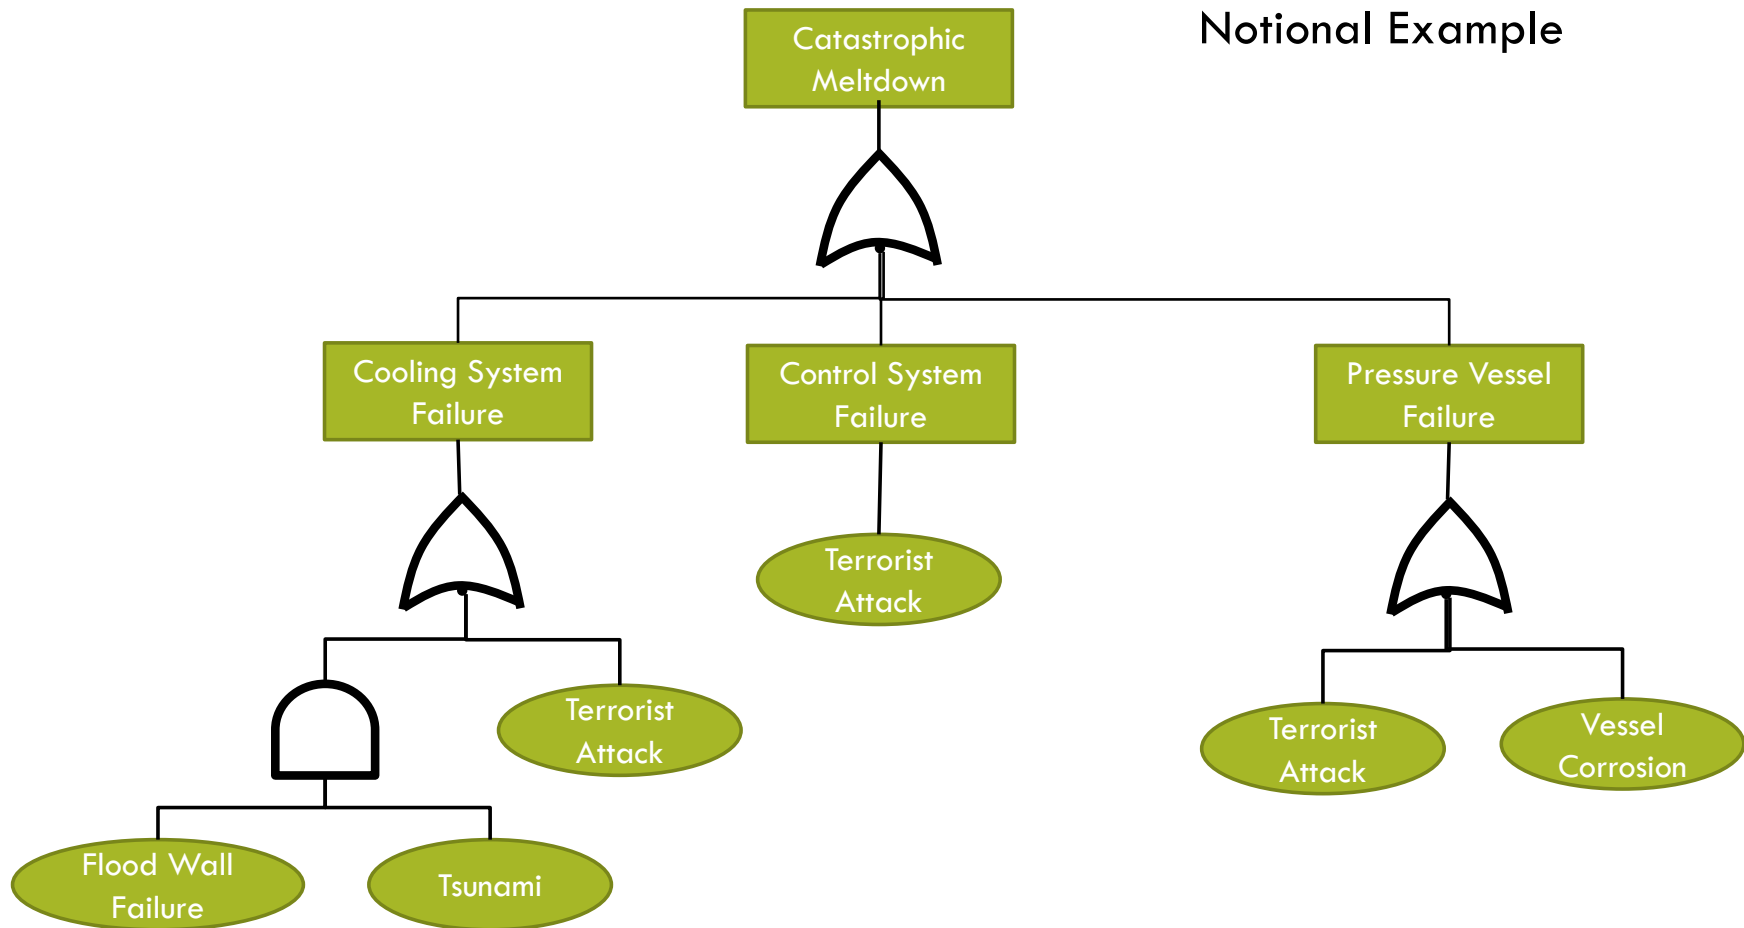 Notional Example
Catastrophic
Meltdown
Cooling System
Failure
Control System
Failure
Pressure Vessel
Failure
Terrorist
Attack
Terrorist
Attack
Terrorist
Attack
Vessel
Corrosion
Flood Wall
Failure
Tsunami